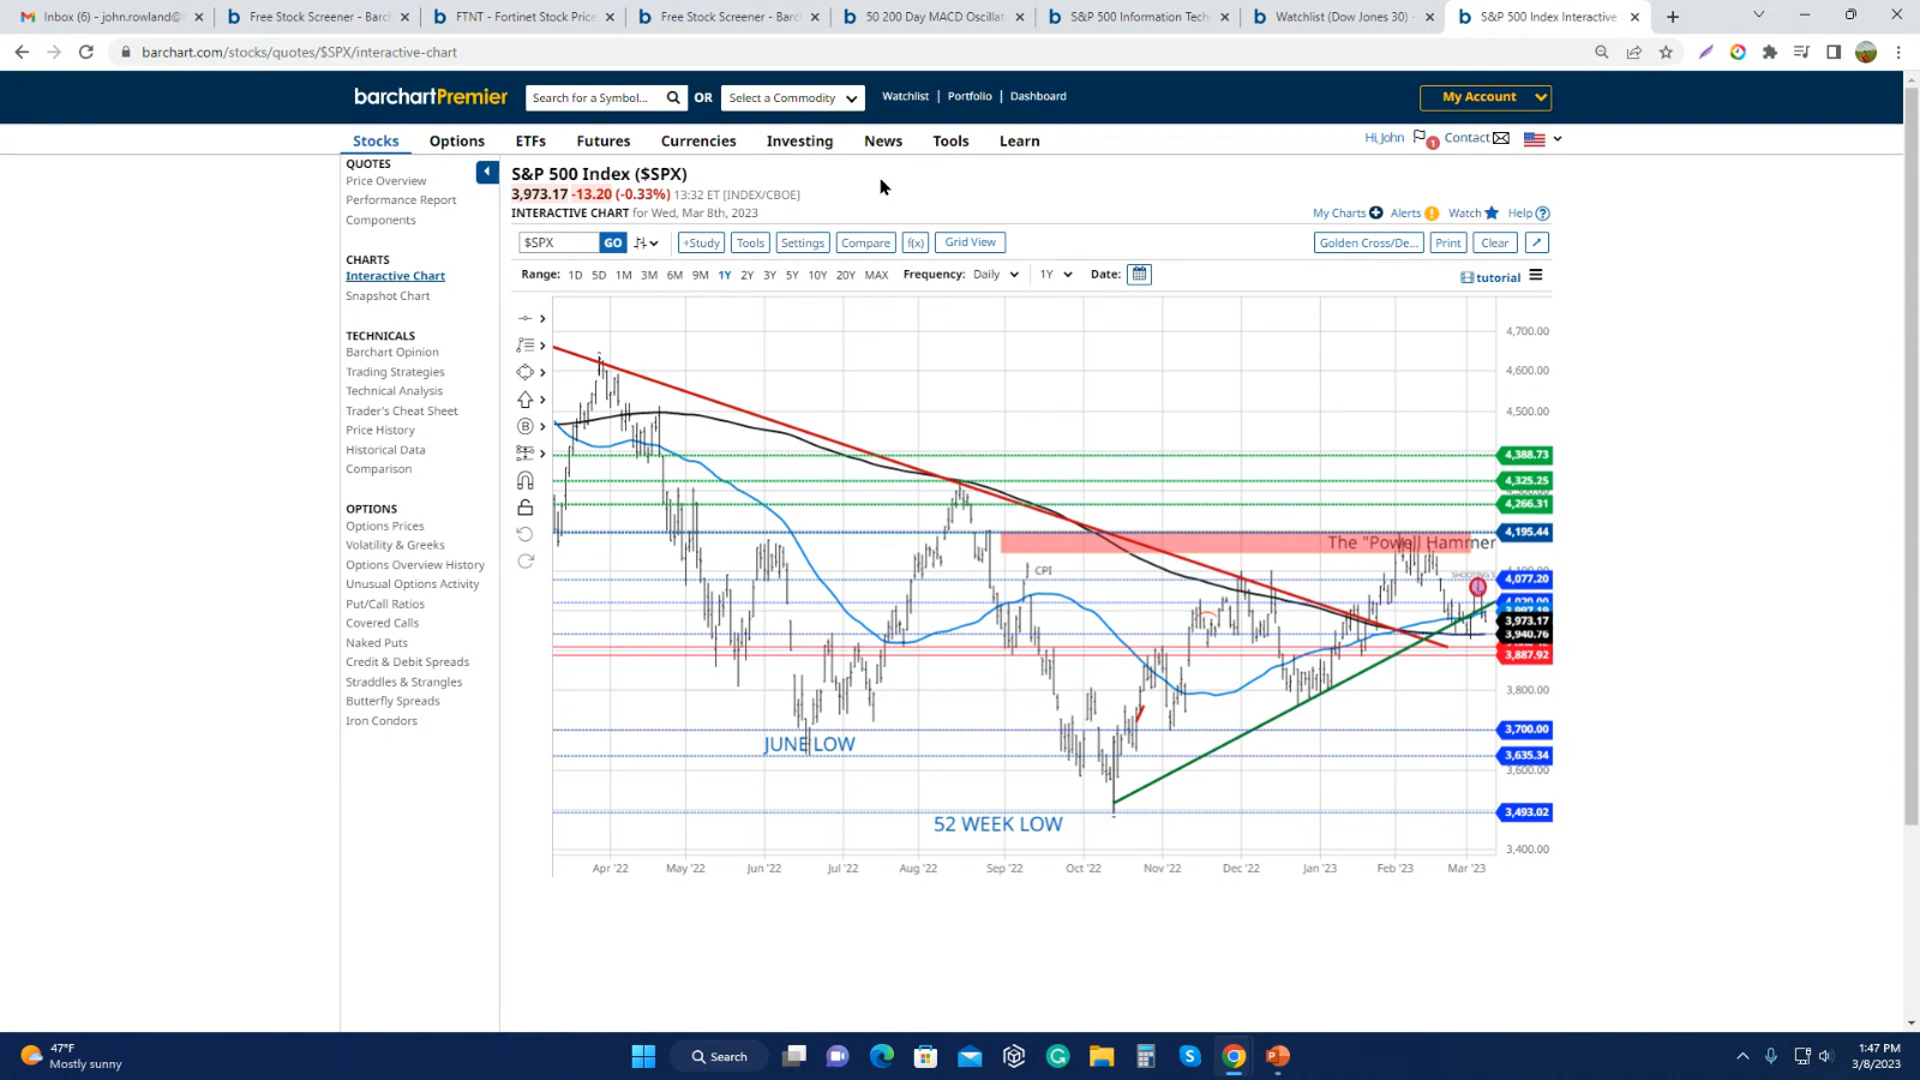 Inbox (6) - john.rowland@
Free Stock Screener - Barch
FTNT - Fortinet Stock Price
Free Stock Screener - Barch
50 200 Day MACD Oscillat
S&P 500 Information Tech
Watchlist (Dow Jones 30) -
S&P 500 Index Interactive
barchart.com/stocks/quotes/$SPX/interactive-chart
barchartPremier
Search for a Symbol...
OR
Select a Commodity
Watchlist | Portfolio | Dashboard
My Account
Stocks Options ETFs Futures Currencies Investing News Tools Learn
Hi, John 1 Contact
QUOTES
Price Overview
Performance Report
Components
CHARTS
Interactive Chart
Snapshot Chart
TECHNICALS
Barchart Opinion
Trading Strategies
Technical Analysis
Trader's Cheat Sheet
Price History
Historical Data
Comparison
OPTIONS
Options Prices
Volatility & Greeks
Options Overview History
Unusual Options Activity
Put/Call Ratios
Covered Calls
Naked Puts
Credit & Debit Spreads
Straddles & Strangles
Butterfly Spreads
Iron Condors
S&P 500 Index ($SPX)
3,973.17 -13.20 (-0.33%) 13:32 ET [INDEX/CBOE]
INTERACTIVE CHART for Wed, Mar 8th, 2023
My Charts Alerts Watch Help
$SPX GO +Study Tools Settings Compare f(x) Grid View
Golden Cross/De... Print Clear
Range: 1D 5D 1M 3M 6M 9M 1Y 2Y 3Y 5Y 10Y 20Y MAX Frequency: Daily 1Y Date:
tutorial
4,700.00
4,600.00
4,500.00
4,388.73
4,325.25
4,266.31
4,195.44
The "Powell Hammer
CPI
4,077.20
3,973.17
3,940.76
3,887.92
3,800.00
3,700.00
JUNE LOW
3,635.34
3,600.00
3,493.02
52 WEEK LOW
3,400.00
Apr '22 May '22 Jun '22 Jul '22 Aug '22 Sep '22 Oct '22 Nov '22 Dec '22 Jan '23 Feb '23 Mar '23
47°F
Mostly sunny
Search
1:47 PM
3/8/2023